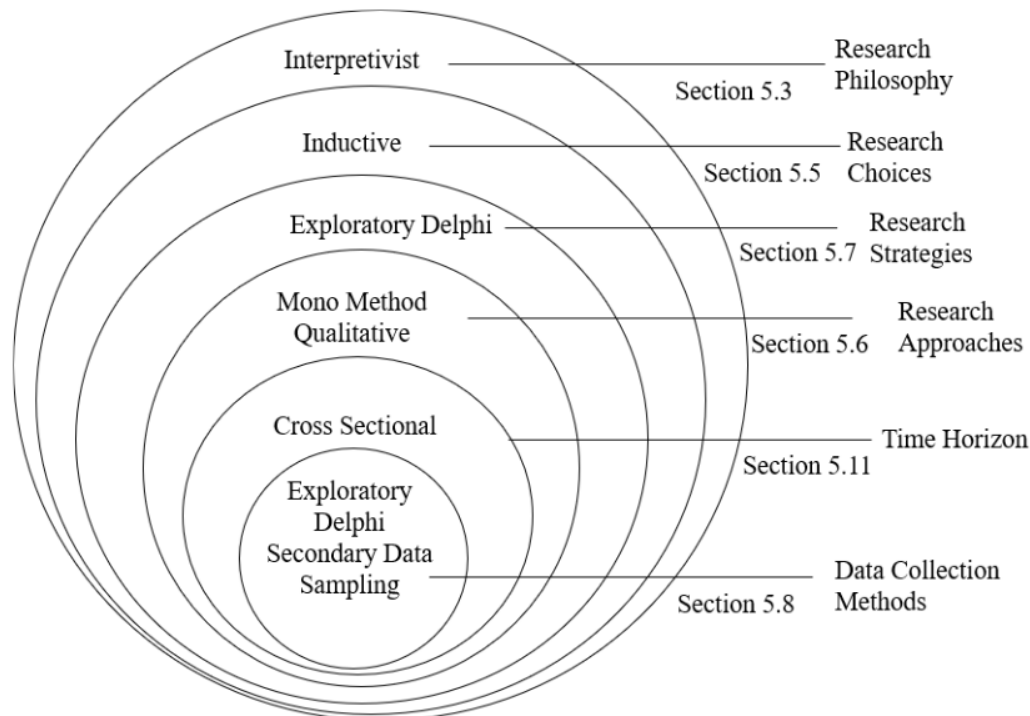 Interpretivist
Research
Philosophy
Section 5.3
Inductive
Research
Choices
Section 5.5
Exploratory Delphi
Research
Strategies
Section 5.7
Mono Method
Qualitative
Research
Approaches
Section 5.6
Cross Sectional
Time Horizon
Section 5.11
Exploratory
Delphi
Secondary Data
Sampling
Data Collection
Methods
Section 5.8